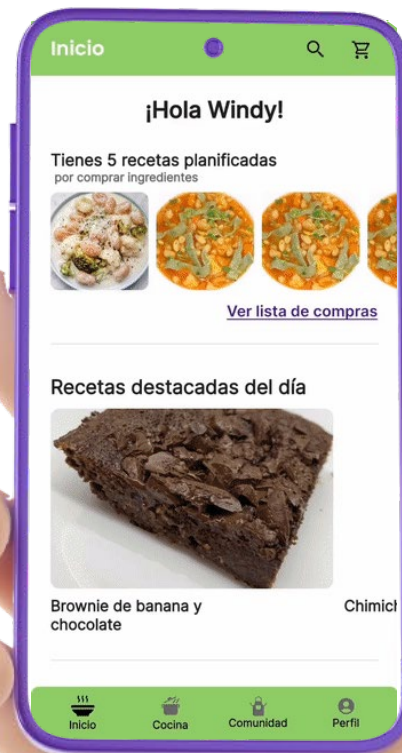 Inicio
¡Hola Windy!
Tienes 5 recetas planificadas
por comprar ingredientes
Ver lista de compras
Recetas destacadas del día
Brownie de banana y
chocolate
Chimich
Inicio
Cocina
Comunidad
Perfil